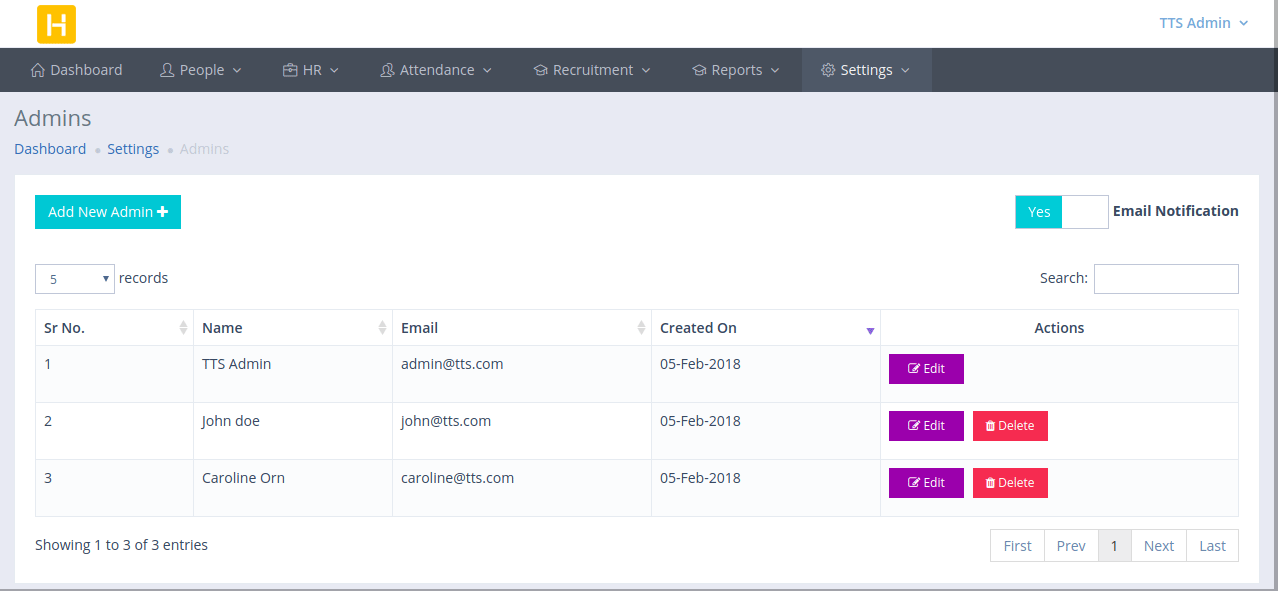 H
TTS Admin
Dashboard People HR Attendance Recruitment Reports Settings
Admins
Dashboard Settings Admins
Add New Admin Yes Email Notification
5 records Search:
Sr No. Name Email Created On Actions
1 TTS Admin admin@tts.com 05-Feb-2018 Edit
2 John doe john@tts.com 05-Feb-2018 Edit Delete
3 Caroline Orn caroline@tts.com 05-Feb-2018 Edit Delete
Showing 1 to 3 of 3 entries First Prev 1 Next Last